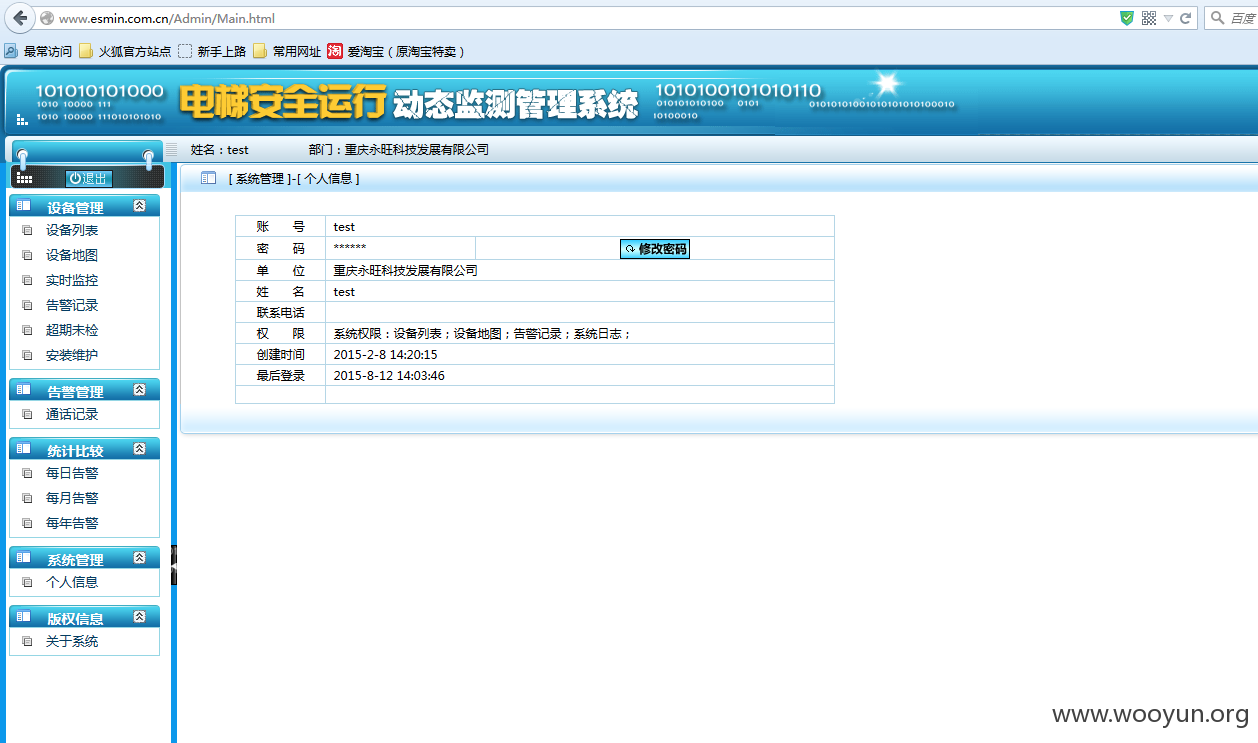 www.esmin.com.cn/Admin/Main.html
百度
最常访问 火狐官方站点 新手上路 常用网址 淘 爱淘宝（原淘宝特卖）
101010101000
1010 10000 111
1010 10000 111010101010
电梯安全运行 动态监测管理系统
1010100101010110
01010101100 0101
10100010
01010101001010101010100010
姓名：test 部门：重庆永旺科技发展有限公司
退出
[ 系统管理 ]-[ 个人信息 ]
设备管理
设备列表
设备地图
实时监控
告警记录
超期未检
安装维护
告警管理
通话记录
统计比较
每日告警
每月告警
每年告警
系统管理
个人信息
版权信息
关于系统
账 号 test
密 码 ****** 修改密码
单 位 重庆永旺科技发展有限公司
姓 名 test
联系电话
权 限 系统权限：设备列表；设备地图；告警记录；系统日志；
创建时间 2015-2-8 14:20:15
最后登录 2015-8-12 14:03:46
www.wooyun.org